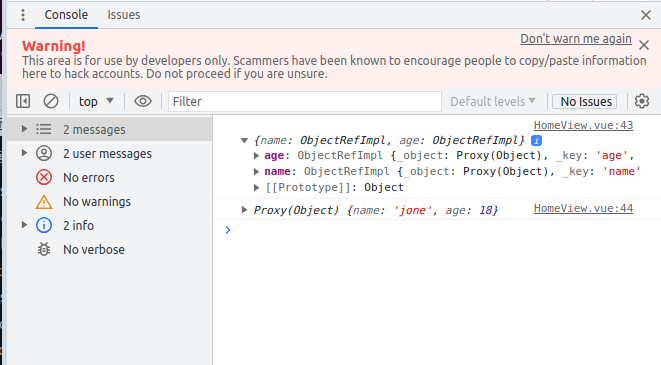 Console Issues
Warning! Don't warn me again
This area is for use by developers only. Scammers have been known to encourage people to copy/paste information
here to hack accounts. Do not proceed if you are unsure.
top Filter Default levels No Issues
2 messages
2 user messages
No errors
No warnings
2 info
No verbose
HomeView.vue:43
{name: ObjectRefImpl, age: ObjectRefImpl} i
age: ObjectRefImpl {_object: Proxy(Object), _key: 'age',
name: ObjectRefImpl {_object: Proxy(Object), _key: 'name'
[[Prototype]]: Object
Proxy(Object) {name: 'jone', age: 18} HomeView.vue:44